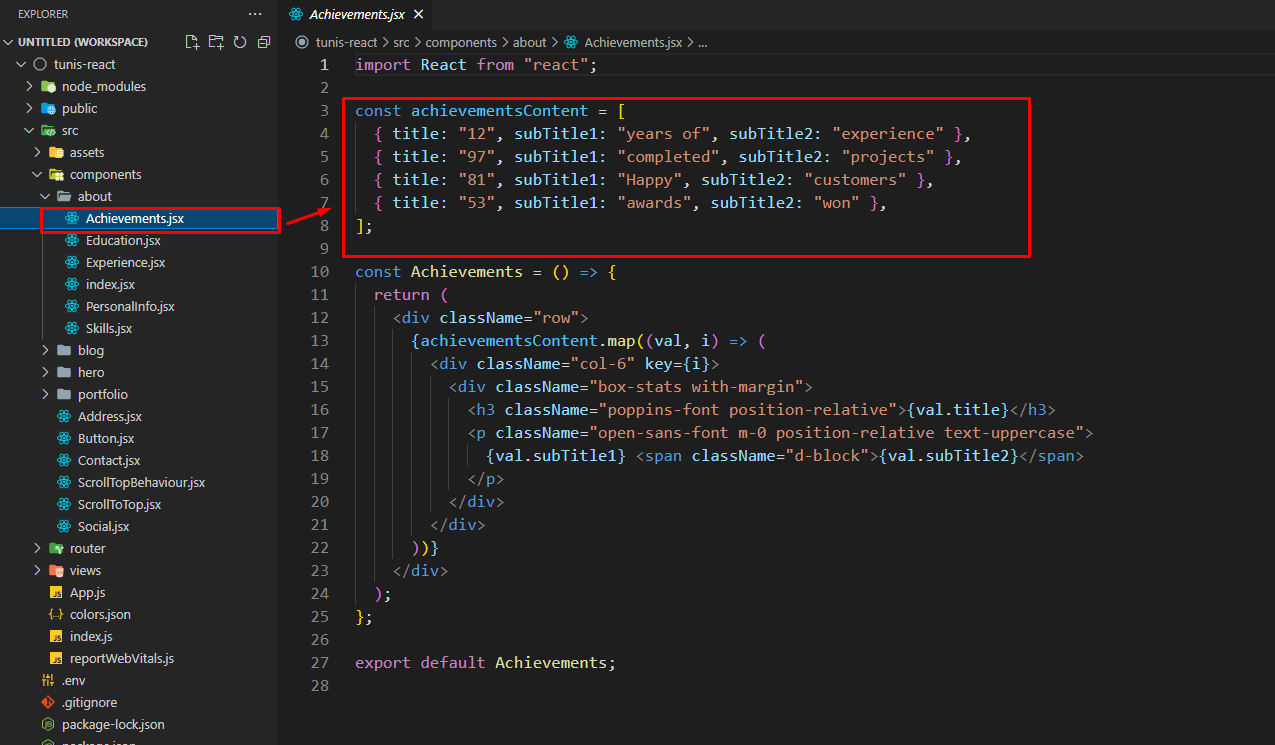 EXPLORER
UNTITLED (WORKSPACE)
tunis-react
node_modules
public
src
assets
components
about
Achievements.jsx
Education.jsx
Experience.jsx
index.jsx
PersonalInfo.jsx
Skills.jsx
blog
hero
portfolio
Address.jsx
Button.jsx
Contact.jsx
ScrollTopBehaviour.jsx
ScrollToTop.jsx
Social.jsx
router
views
App.js
colors.json
index.js
reportWebVitals.js
.env
.gitignore
package-lock.json
package.json
Achievements.jsx
tunis-react > src > components > about > Achievements.jsx > ...
1 import React from "react";
2
3 const achievementsContent = [
4 { title: "12", subTitle1: "years of", subTitle2: "experience" },
5 { title: "97", subTitle1: "completed", subTitle2: "projects" },
6 { title: "81", subTitle1: "Happy", subTitle2: "customers" },
7 { title: "53", subTitle1: "awards", subTitle2: "won" },
8 ];
9
10 const Achievements = () => {
11 return (
12 <div className="row">
13 {achievementsContent.map((val, i) => (
14 <div className="col-6" key={i}>
15 <div className="box-stats with-margin">
16 <h3 className="poppins-font position-relative">{val.title}</h3>
17 <p className="open-sans-font m-0 position-relative text-uppercase">
18 {val.subTitle1} <span className="d-block">{val.subTitle2}</span>
19 </p>
20 </div>
21 </div>
22 ))}
23 </div>
24 );
25 };
26
27 export default Achievements;
28